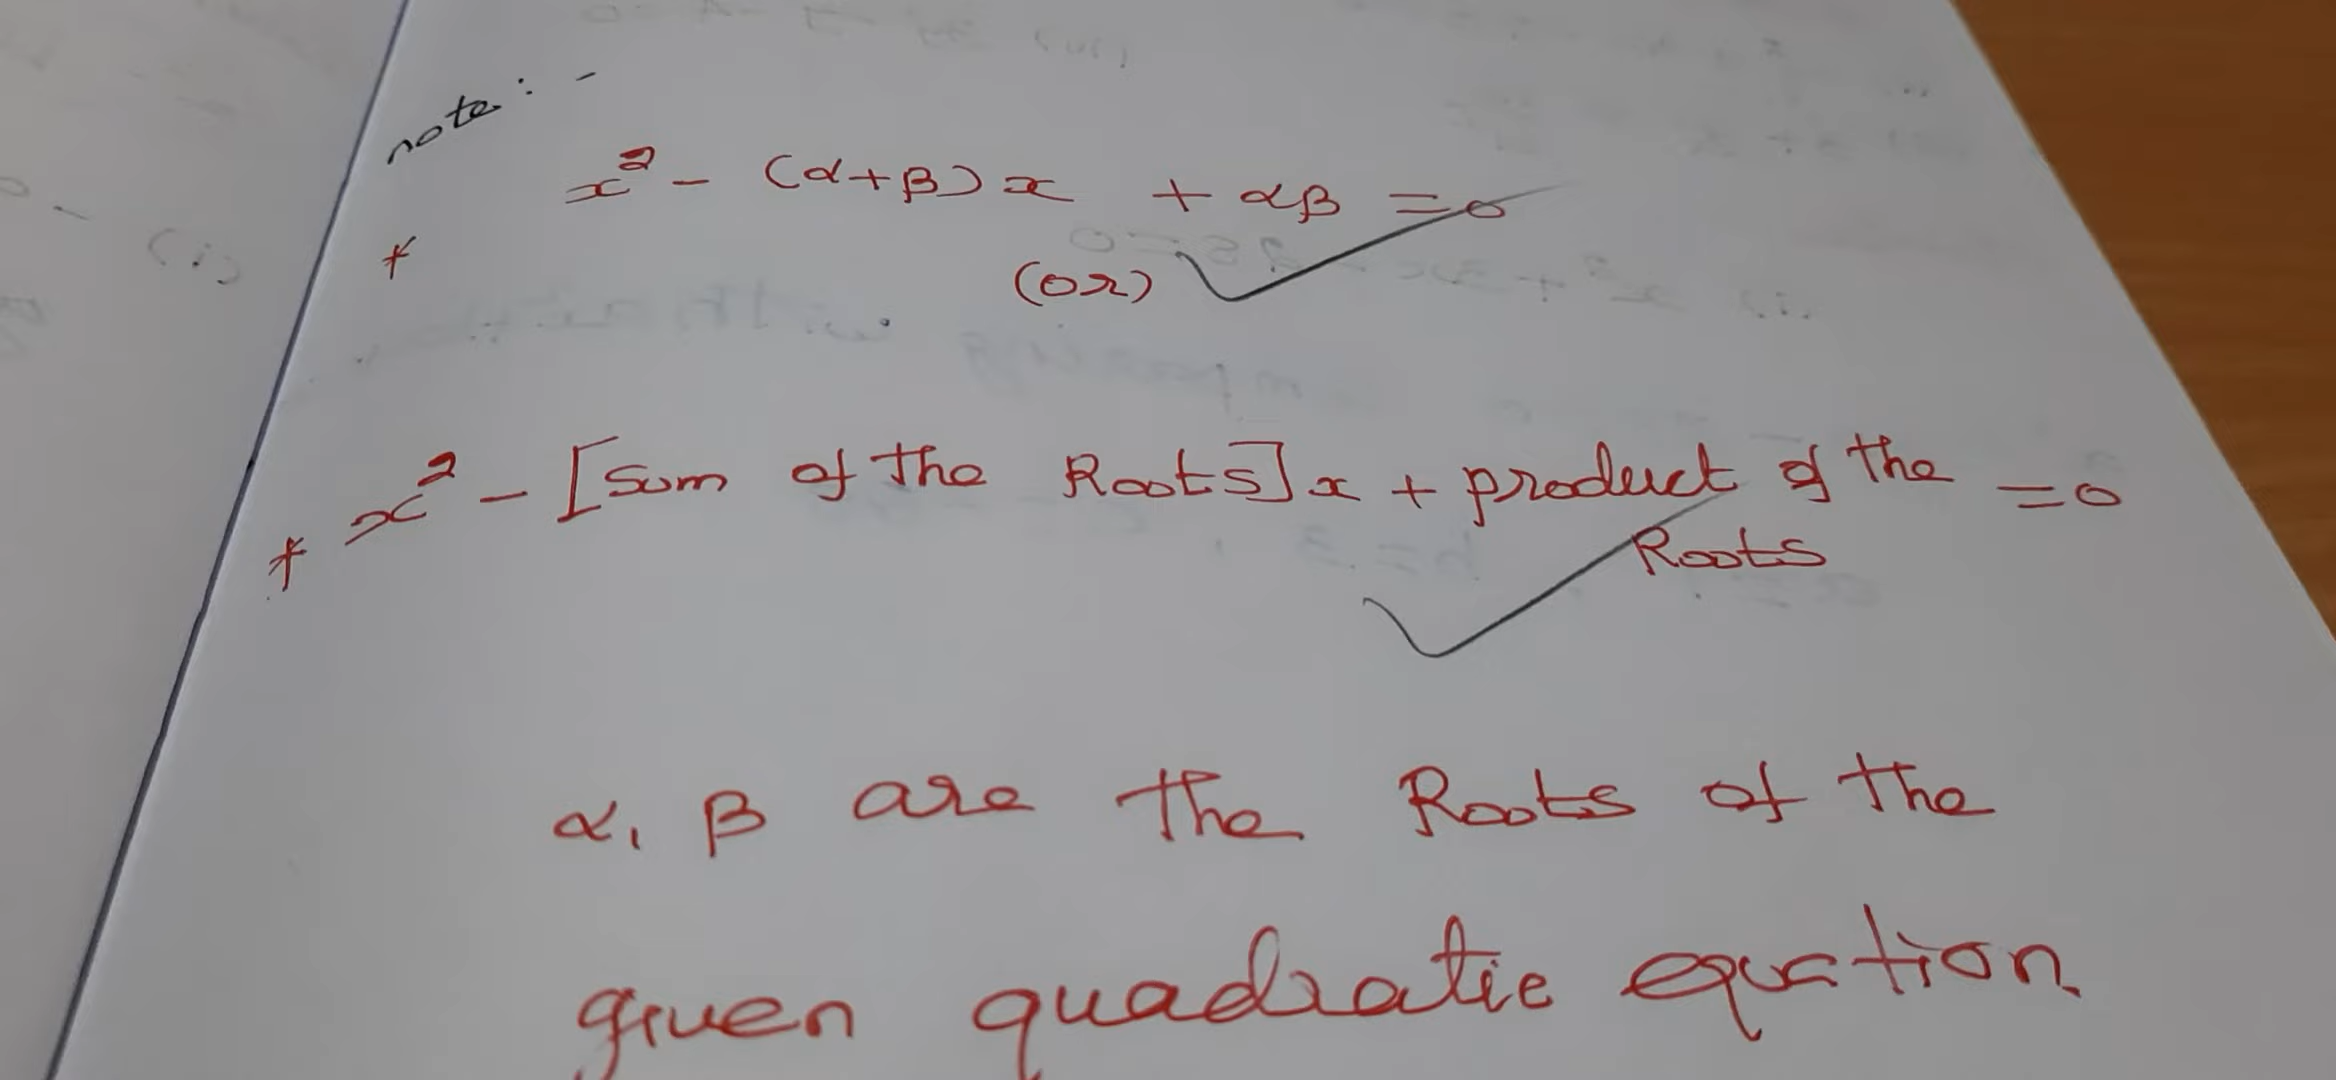 note: -
x² - (α+β) x + αβ = 0
*
(or)
* x² - [Sum of the Roots] x + product of the Roots = 0
α, β are the Roots of the
given quadratic equation